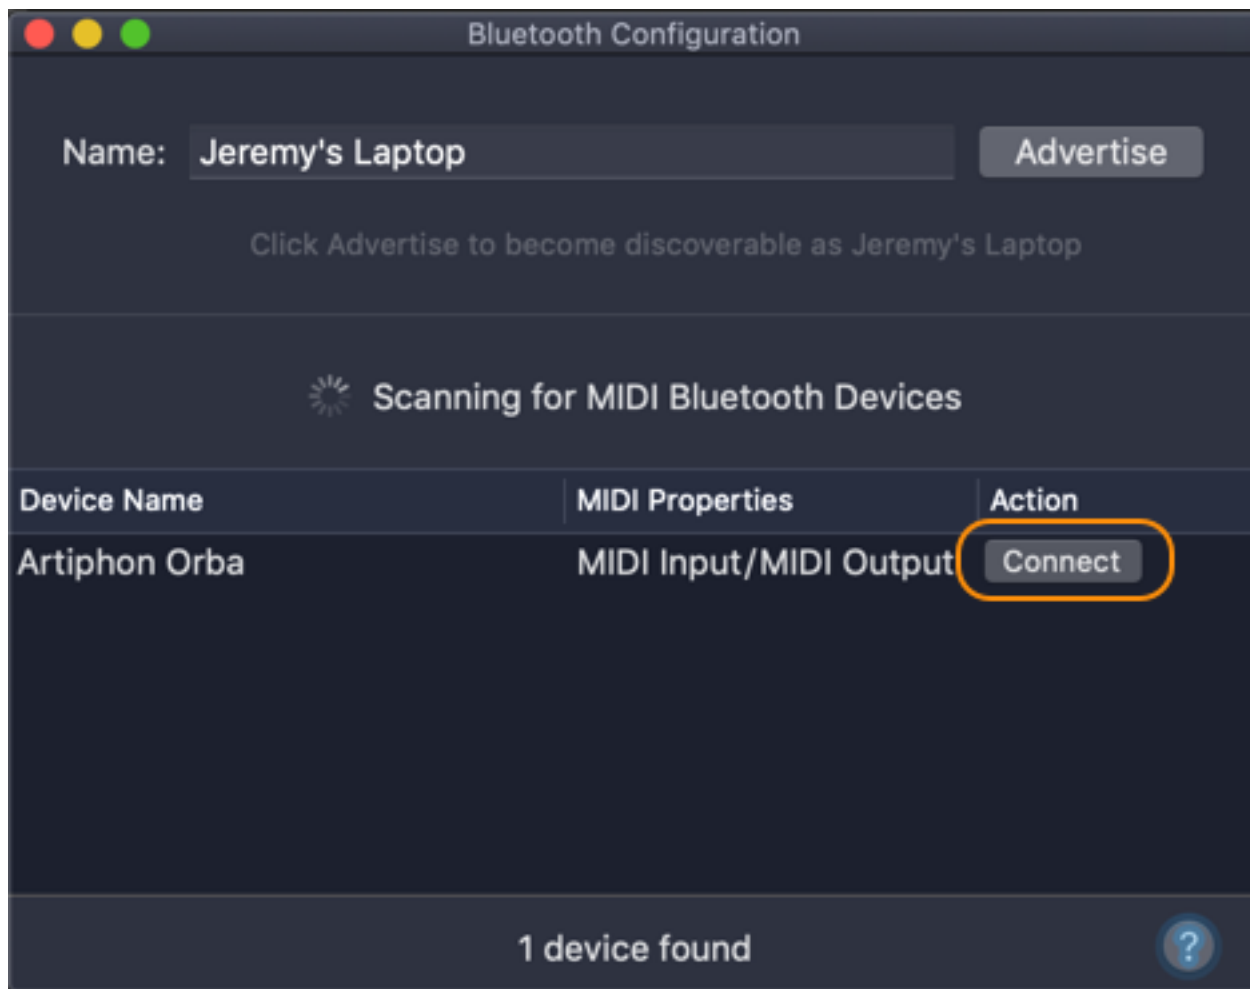 Bluetooth Configuration
Name: Jeremy's Laptop Advertise
Click Advertise to become discoverable as Jeremy's Laptop
Scanning for MIDI Bluetooth Devices
Device Name MIDI Properties Action
Artiphon Orba MIDI Input/MIDI Output Connect
1 device found ?